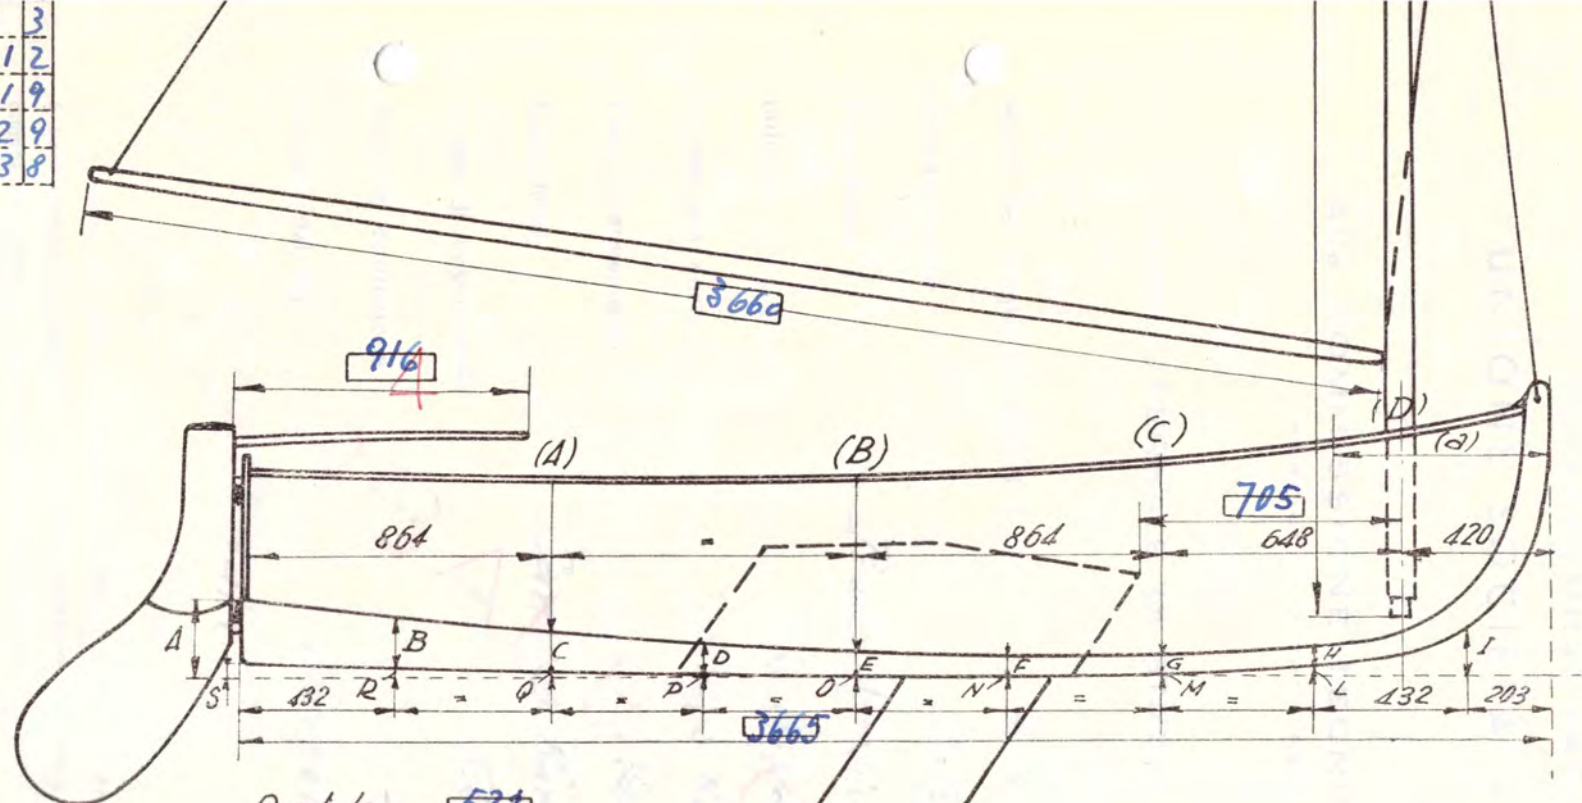 3
1 2
1 9
2 9
3 8
3660
916
(A)
(B)
(C)
(D)
(a)
705
864
=
864
648
420
A
B
C
D
E
F
G
H
I
S
R
Q
P
O
N
M
L
432
=
=
=
=
=
=
432
203
3665